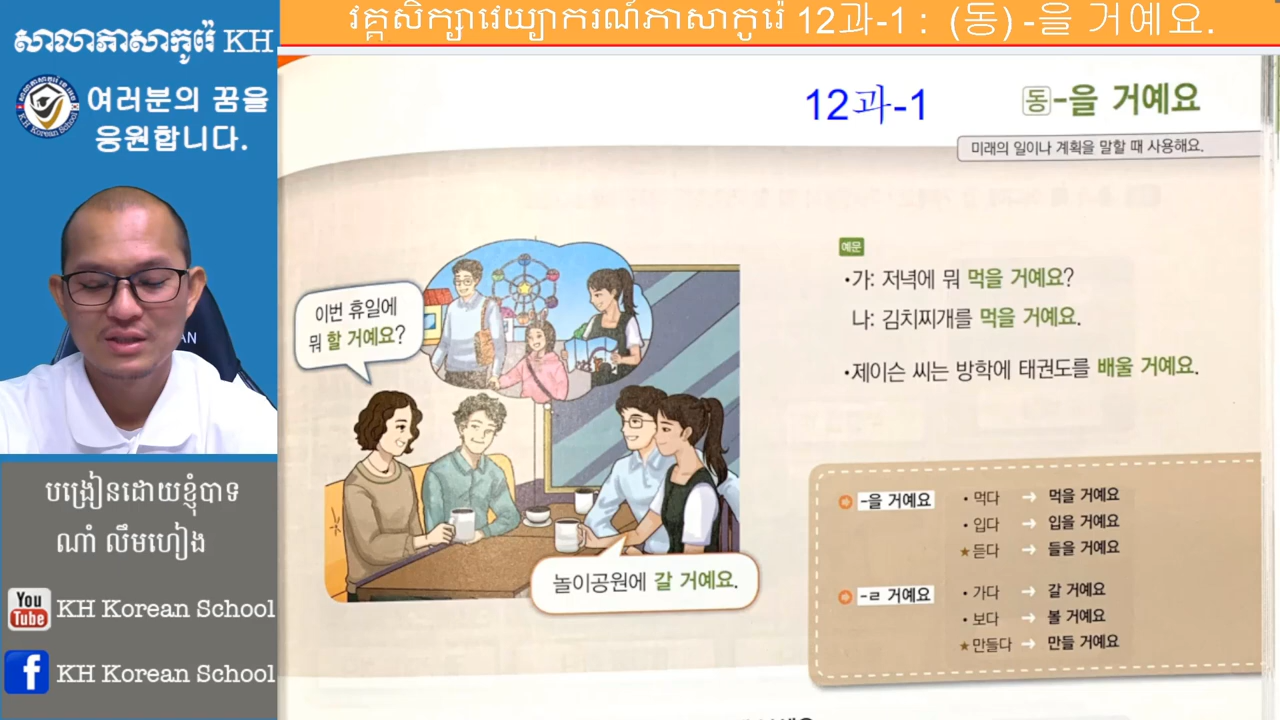 វគ្គសិក្សាវេយ្យាករណ៍ភាសាកូរ៉េ 12과-1 : (동) -을 거예요.
សាលាភាសាកូរ៉េ KH
여러분의 꿈을
응원합니다.
12과-1
동-을 거예요
미래의 일이나 계획을 말할 때 사용해요.
이번 휴일에
뭐 할 거예요?
놀이공원에 갈 거예요.
예문
•가: 저녁에 뭐 먹을 거예요?
나: 김치찌개를 먹을 거예요.
•제이슨 씨는 방학에 태권도를 배울 거예요.
-을 거예요 • 먹다 → 먹을 거예요
• 입다 → 입을 거예요
★듣다 → 들을 거예요
-ㄹ 거예요 • 가다 → 갈 거예요
• 보다 → 볼 거예요
★만들다 → 만들 거예요
បង្រៀនដោយខ្ញុំបាទ
ណាំ លឹមហៀង
You Tube KH Korean School
f KH Korean School